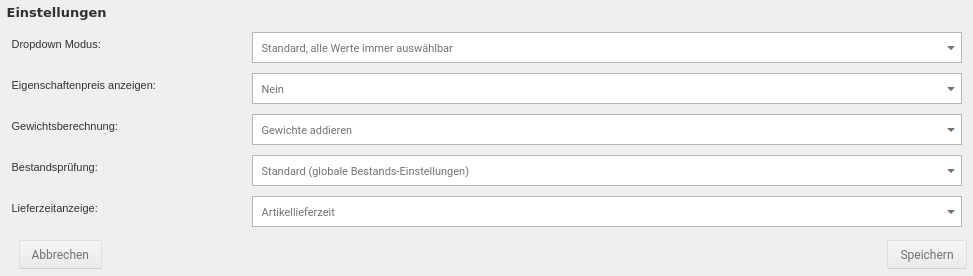 Einstellungen
Dropdown Modus: Standard, alle Werte immer auswählbar
Eigenschaftenpreis anzeigen: Nein
Gewichtsberechnung: Gewichte addieren
Bestandsprüfung: Standard (globale Bestands-Einstellungen)
Lieferzeitanzeige: Artikellieferzeit
Abbrechen Speichern